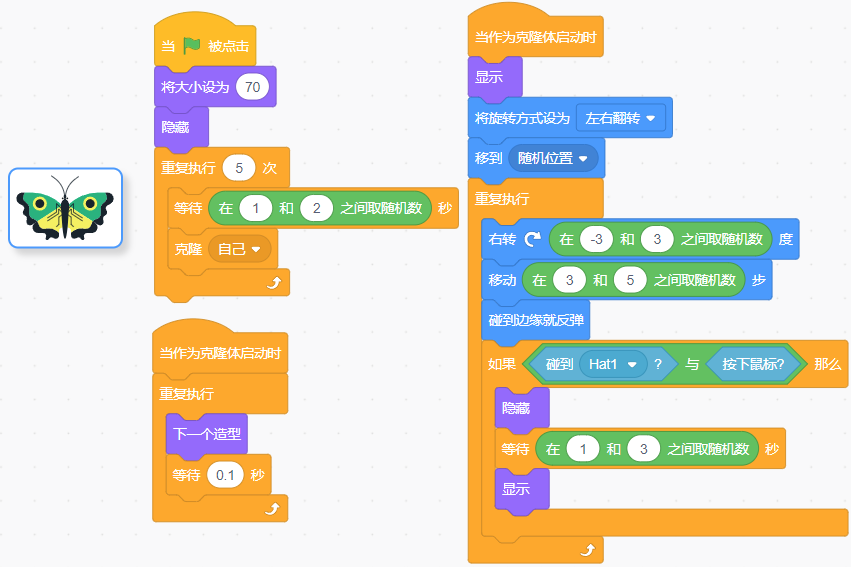 当 被点击
将大小设为 70
隐藏
重复执行 5 次
等待 在 1 和 2 之间取随机数 秒
克隆 自己
当作为克隆体启动时
重复执行
下一个造型
等待 0.1 秒
当作为克隆体启动时
显示
将旋转方式设为 左右翻转
移到 随机位置
重复执行
右转 在 -3 和 3 之间取随机数 度
移动 在 3 和 5 之间取随机数 步
碰到边缘就反弹
如果 碰到 Hat1 ? 与 按下鼠标? 那么
隐藏
等待 在 1 和 3 之间取随机数 秒
显示